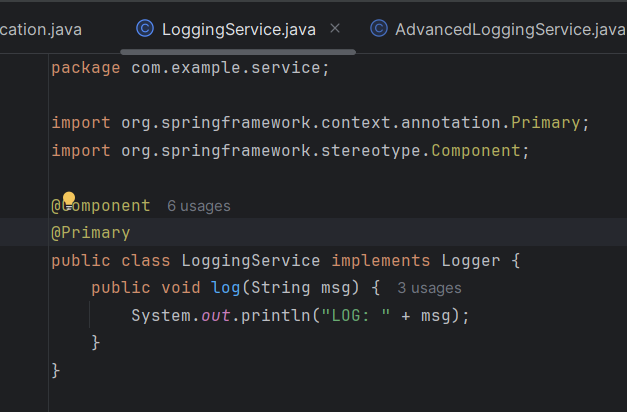 cation.java LoggingService.java AdvancedLoggingService.java
package com.example.service;
import org.springframework.context.annotation.Primary;
import org.springframework.stereotype.Component;
@Component 6 usages
@Primary
public class LoggingService implements Logger {
public void log(String msg) { 3 usages
System.out.println("LOG: " + msg);
}
}